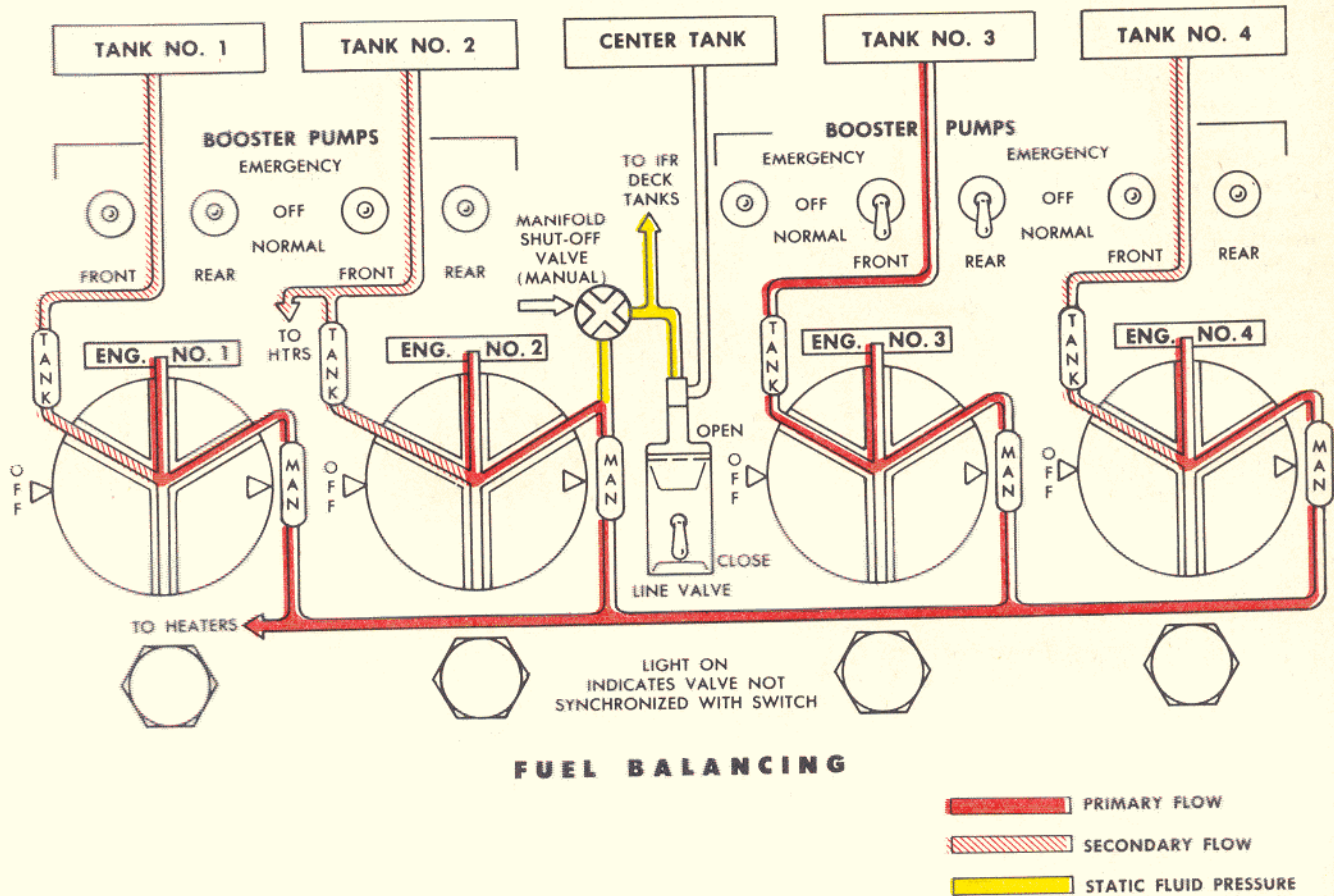 TANK NO. 1
TANK NO. 2
CENTER TANK
TANK NO. 3
TANK NO. 4
BOOSTER PUMPS
EMERGENCY
OFF
NORMAL
FRONT
REAR
FRONT
REAR
TO IFR
DECK
TANKS
MANIFOLD
SHUT-OFF
VALVE
(MANUAL)
BOOSTER PUMPS
EMERGENCY
OFF
NORMAL
FRONT
REAR
EMERGENCY
OFF
NORMAL
FRONT
REAR
TO
HTRS
TANK
ENG. NO. 1
OFF
MAN
TANK
ENG. NO. 2
OFF
MAN
OPEN
CLOSE
LINE VALVE
TANK
ENG. NO. 3
OFF
MAN
TANK
ENG. NO. 4
OFF
MAN
TO HEATERS
LIGHT ON
INDICATES VALVE NOT
SYNCHRONIZED WITH SWITCH
FUEL BALANCING
PRIMARY FLOW
SECONDARY FLOW
STATIC FLUID PRESSURE